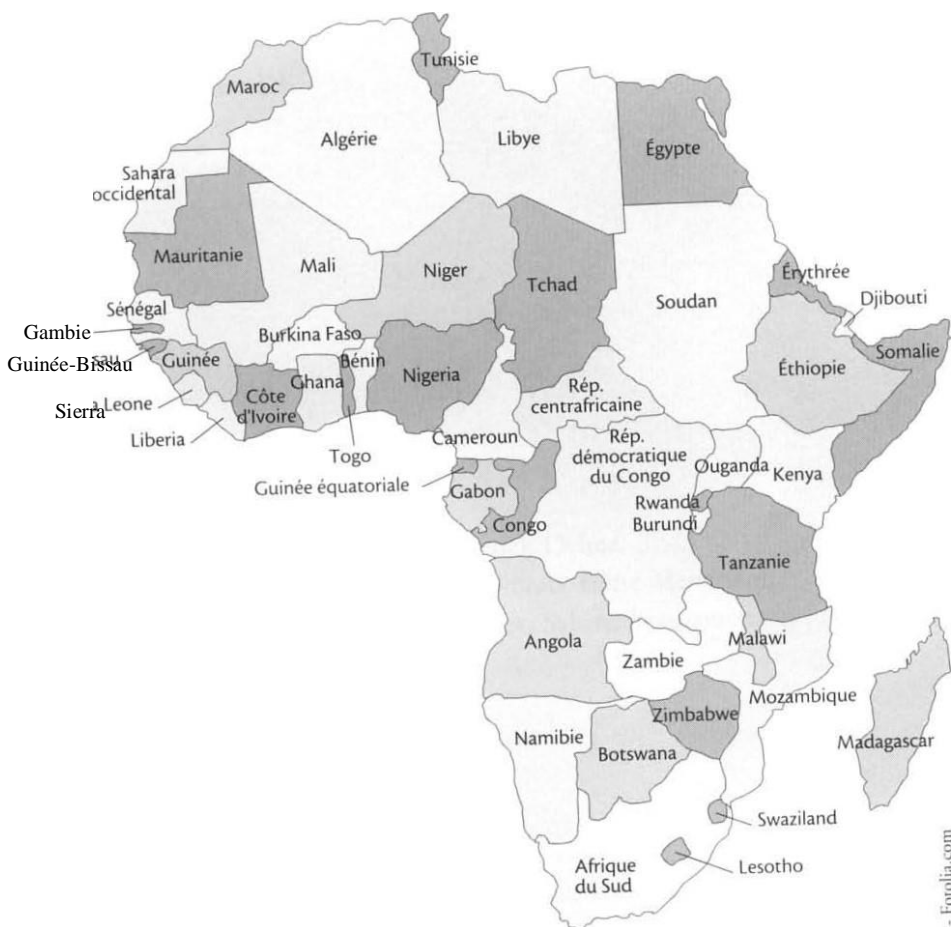 Tunisie
Maroc
Algérie
Libye
Égypte
Sahara
occidental
Mauritanie
Mali
Niger
Tchad
Soudan
Érythrée
Djibouti
Sénégal
Gambie
Burkina Faso
Guinée-Bissau
Guinée
Bénin
Ghana
Nigeria
Éthiopie
Somalie
Côte
d'Ivoire
Rép.
centrafricaine
Sierra Leone
Liberia
Togo
Cameroun
Rép.
démocratique
du Congo
Ouganda
Kenya
Guinée équatoriale
Gabon
Congo
Rwanda
Burundi
Tanzanie
Angola
Zambie
Malawi
Mozambique
Zimbabwe
Namibie
Botswana
Madagascar
Swaziland
Lesotho
Afrique
du Sud
- Fotolia.com